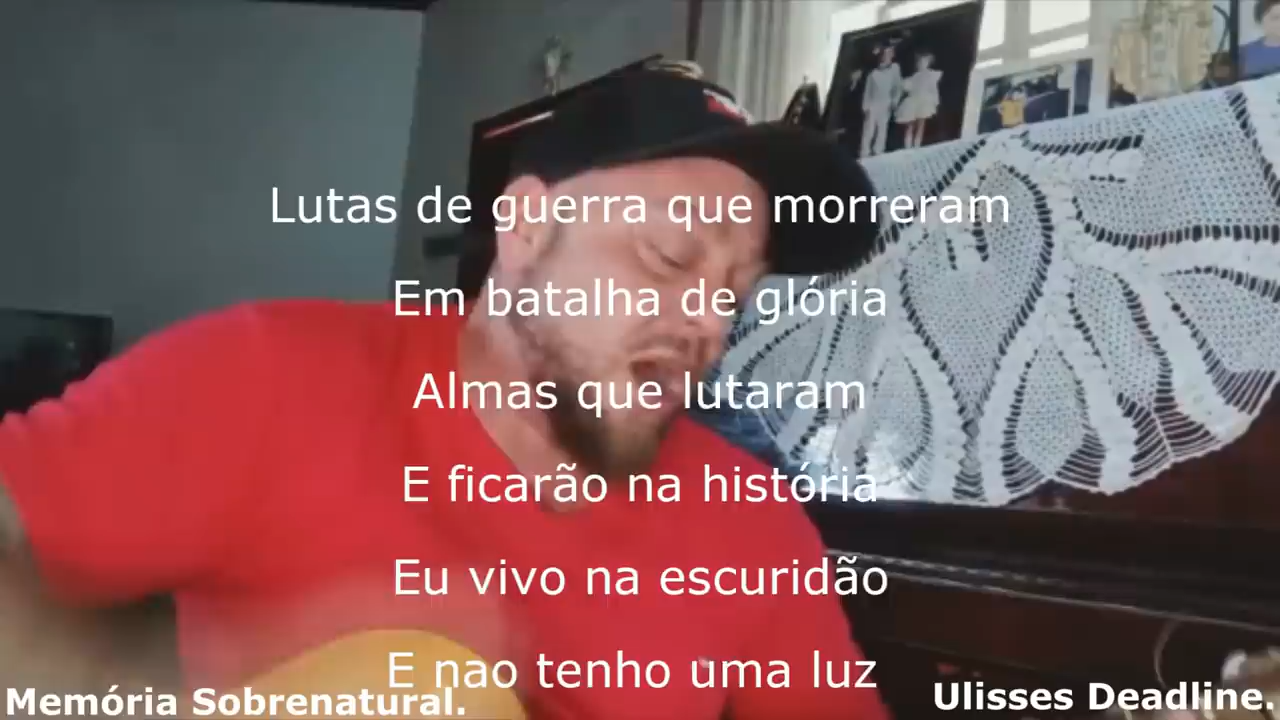 Lutas de guerra que morreram
Em batalha de glória
Almas que lutaram
E ficarão na história
Eu vivo na escuridão
E nao tenho uma luz
Memória Sobrenatural.
Ulisses Deadline.